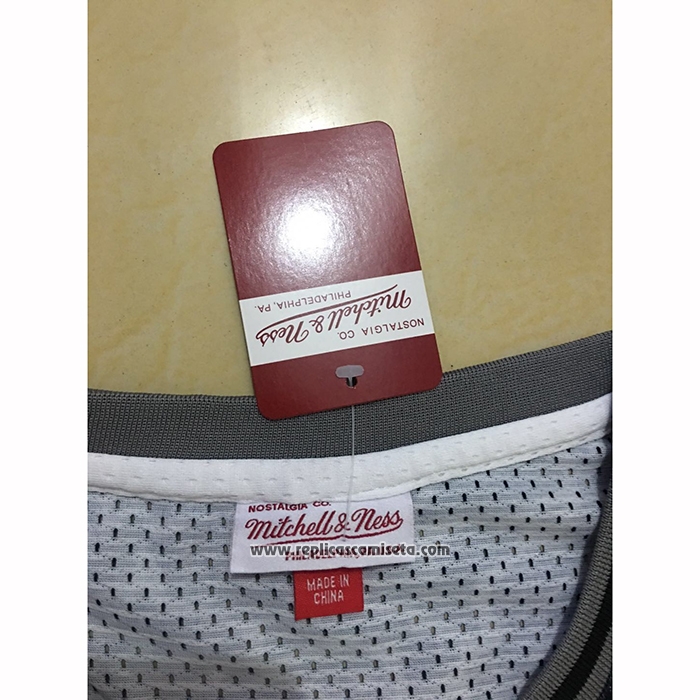 NOSTALGIA CO.
Mitchell & Ness
PHILADELPHIA, PA.
NOSTALGIA CO.
Mitchell & Ness
www.replicascamiseta.com
MADE IN
CHINA